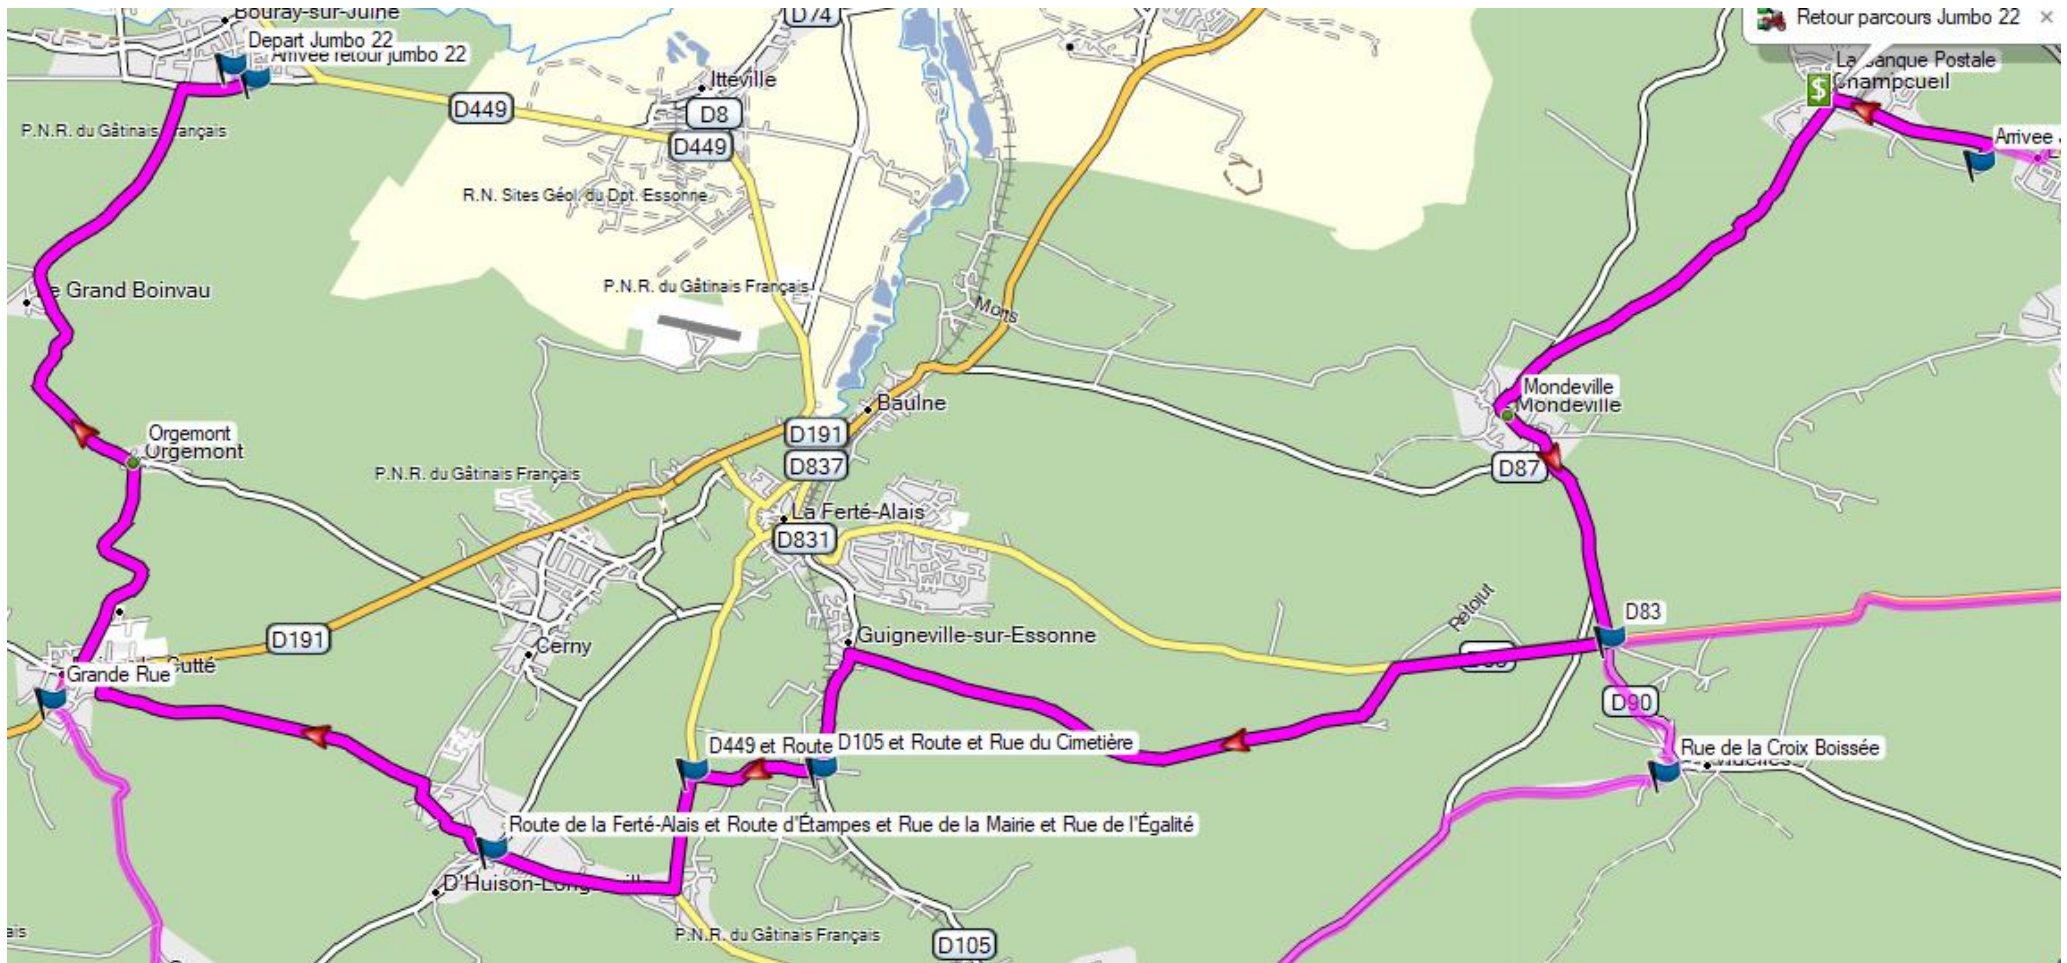 Bouray-sur-Juine
D74
Retour parcours Jumbo 22
Depart Jumbo 22
Arrivee retour jumbo 22
Itteville
La Banque Postale
Champcueil
D449
D8
P.N.R. du Gâtinais Français
D449
Arrivee
R.N. Sites Géol. du Dpt. Essonne
P.N.R. du Gâtinais Français
Le Grand Boinvau
Monts
Mondeville
Mondeville
Baulne
Orgemont
Orgemont
D191
P.N.R. du Gâtinais Français
D837
D87
La Ferté-Alais
D831
D83
D191
Guigneville-sur-Essonne
Cerny
Grande Rue
D90
D449 et Route
D105 et Route et Rue du Cimetière
Rue de la Croix Boissée
Videlles
Route de la Ferté-Alais et Route d'Étampes et Rue de la Mairie et Rue de l'Égalité
D'Huison-Longueville
P.N.R. du Gâtinais Français
D105